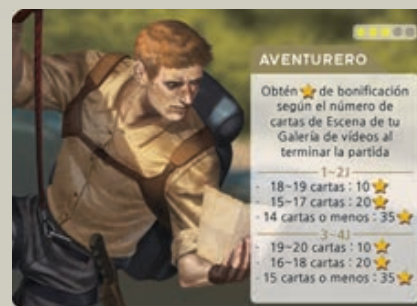 AVENTURERO
Obtén ⭐ de bonificación
según el número de
cartas de Escena de tu
Galería de vídeos al
terminar la partida
1~2J
- 18~19 cartas : 10 ⭐
- 15~17 cartas : 20 ⭐
- 14 cartas o menos : 35 ⭐
3~4J
- 19~20 cartas : 10 ⭐
- 16~18 cartas : 20 ⭐
- 15 cartas o menos : 35 ⭐